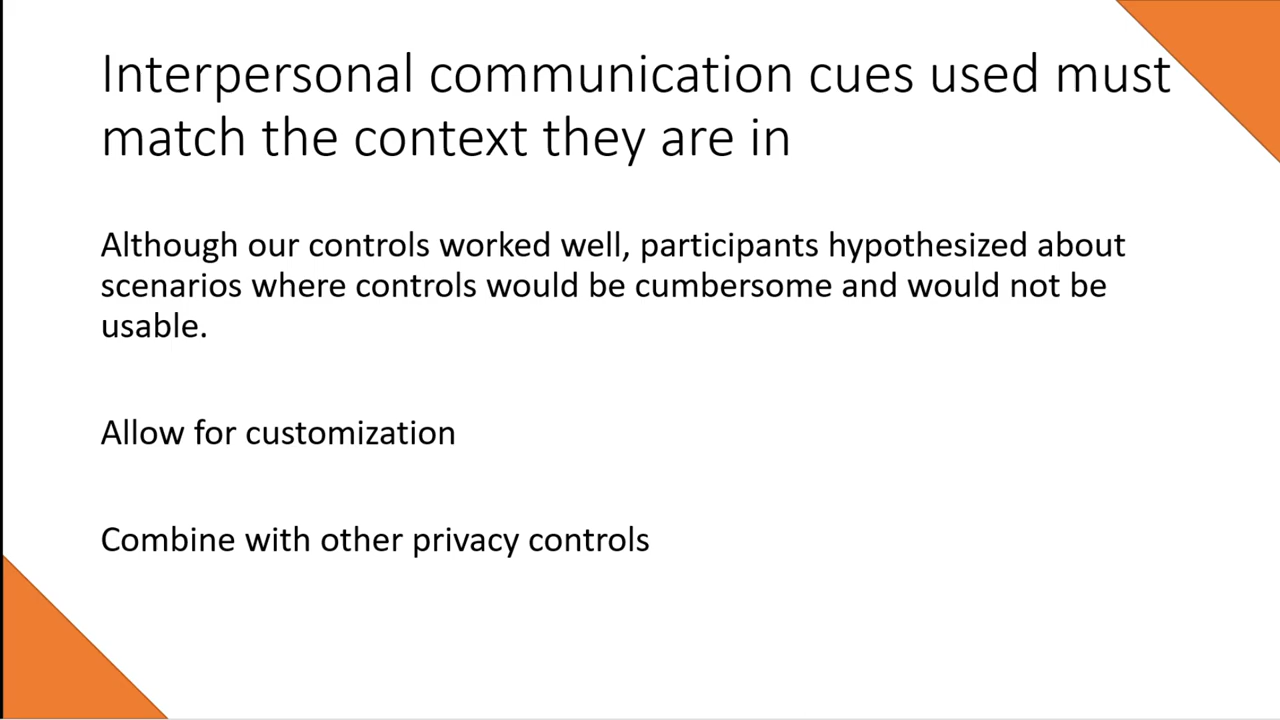 Interpersonal communication cues used must
match the context they are in
Although our controls worked well, participants hypothesized about
scenarios where controls would be cumbersome and would not be
usable.
Allow for customization
Combine with other privacy controls